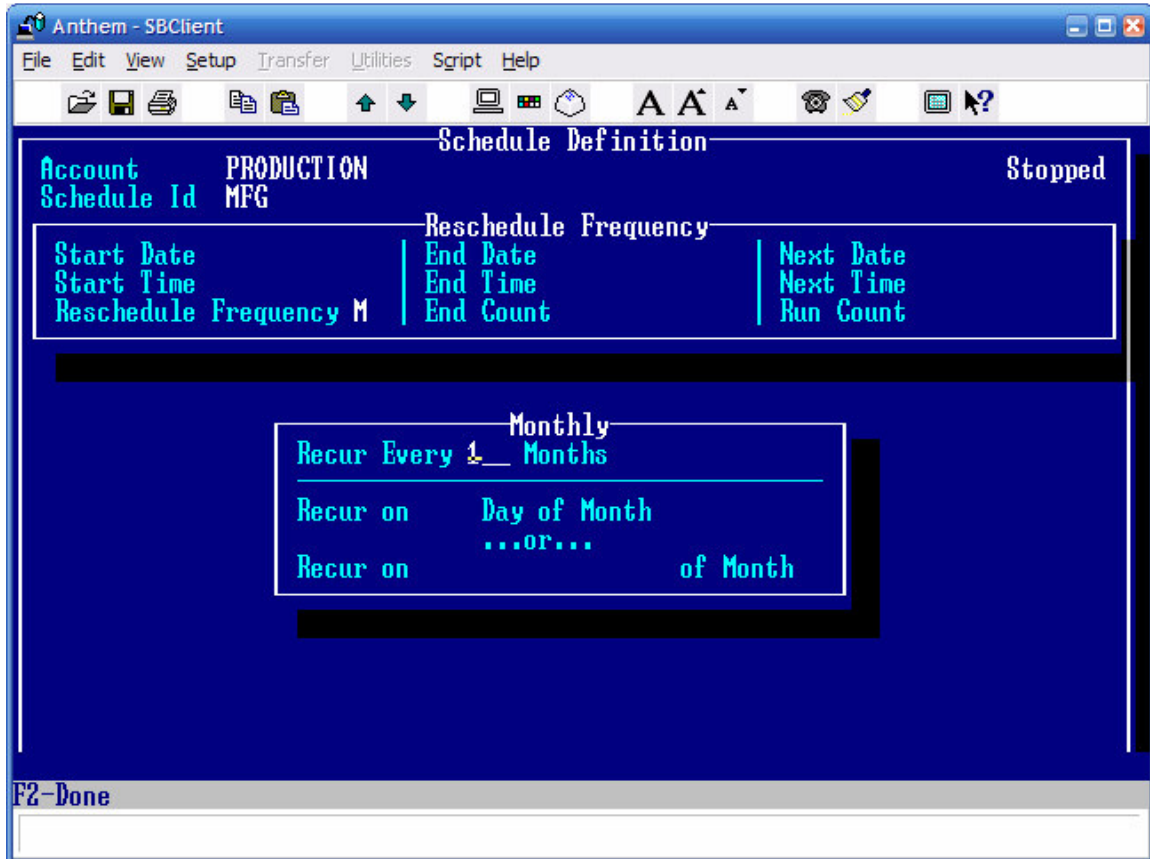 Anthem - SBClient
File Edit View Setup Transfer Utilities Script Help
A A A ?
Schedule Definition
Account PRODUCTION Stopped
Schedule Id MFG
Reschedule Frequency
Start Date End Date Next Date
Start Time End Time Next Time
Reschedule Frequency M End Count Run Count
Monthly
Recur Every 1__ Months
Recur on Day of Month
...or...
Recur on of Month
F2-Done